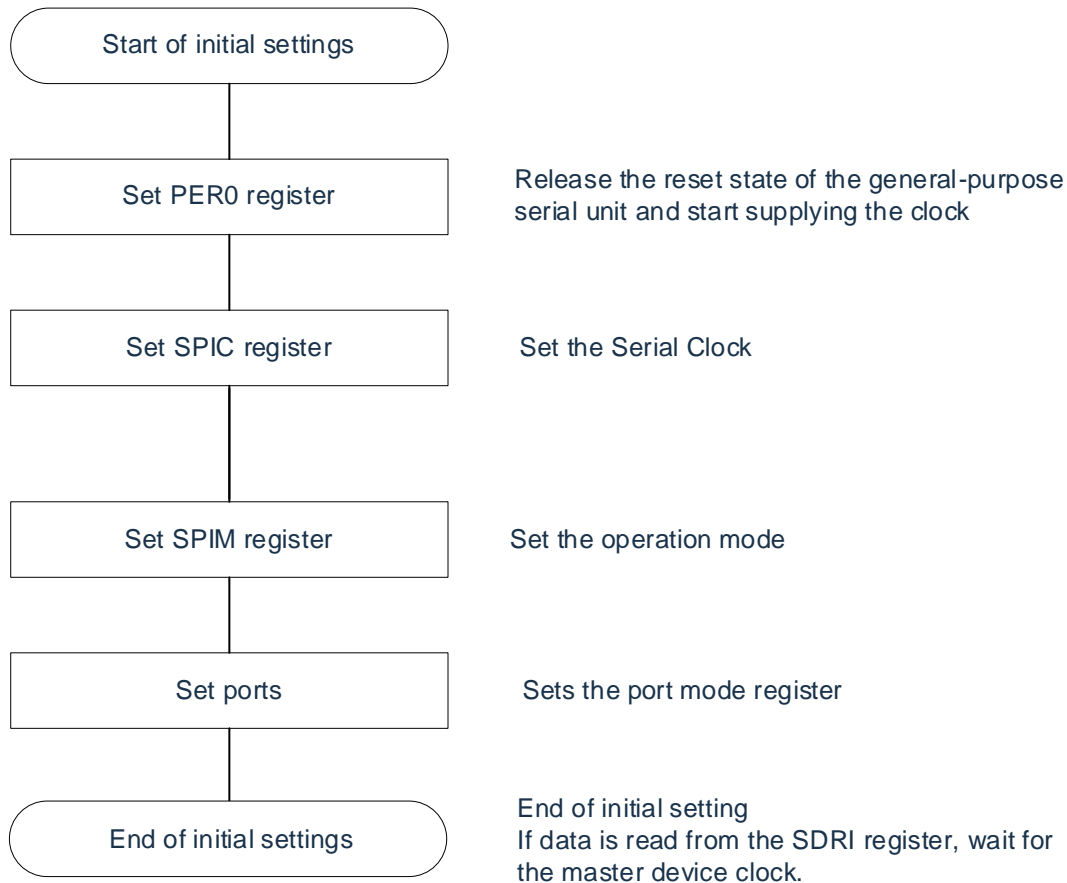 Start of initial settings
Set PER0 register
Release the reset state of the general-purpose
serial unit and start supplying the clock
Set SPIC register
Set the Serial Clock
Set SPIM register
Set the operation mode
Set ports
Sets the port mode register
End of initial settings
End of initial setting
If data is read from the SDRI register, wait for
the master device clock.